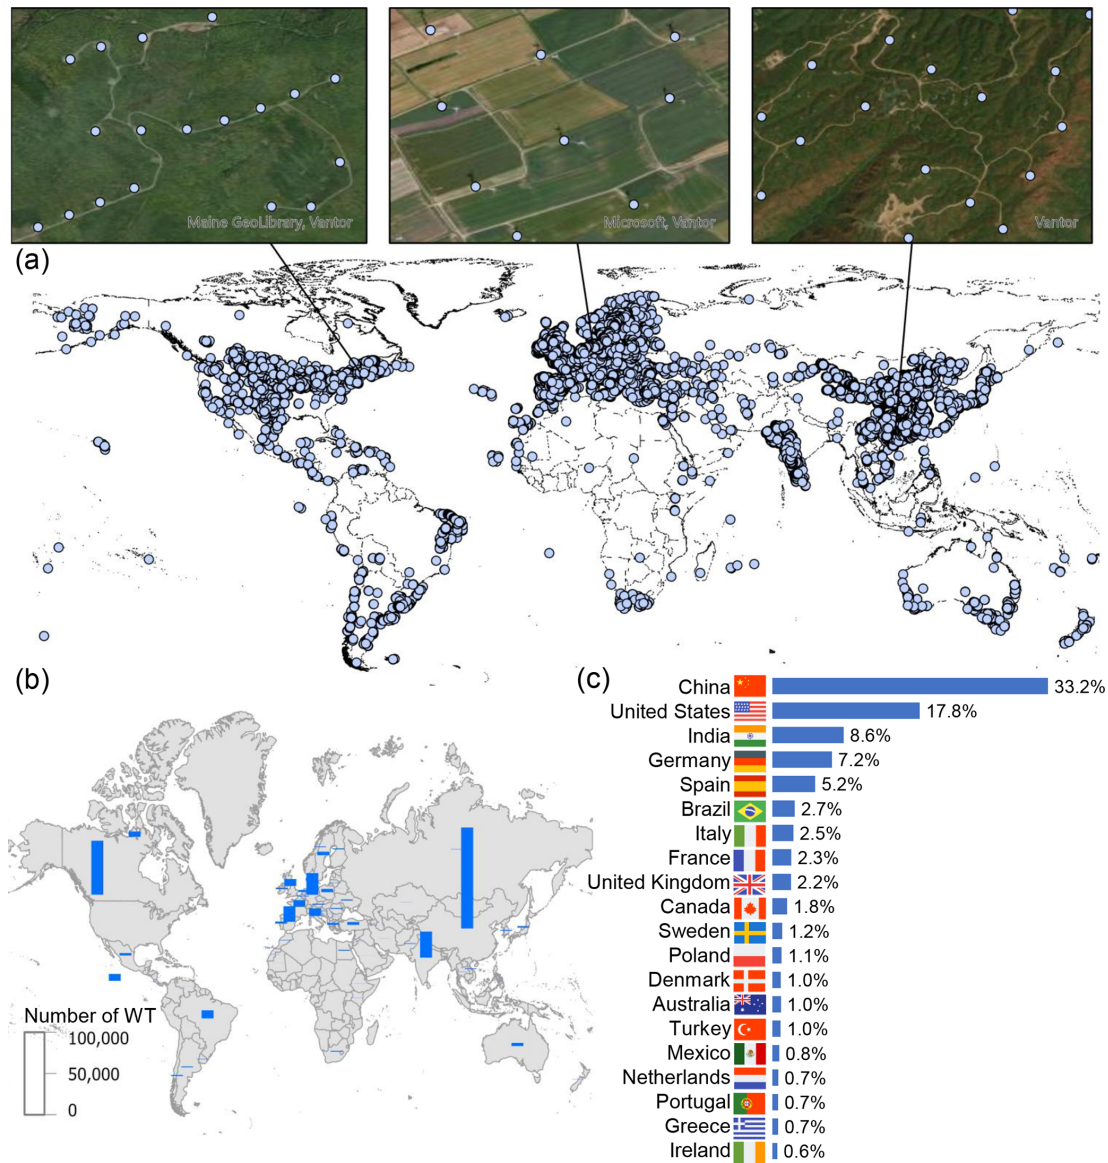 Maine GeoLibrary, Vantor
Microsoft, Vantor
Vantor
(a)
(b)
Number of WT
100,000
50,000
0
(c)
China 33.2%
United States 17.8%
India 8.6%
Germany 7.2%
Spain 5.2%
Brazil 2.7%
Italy 2.5%
France 2.3%
United Kingdom 2.2%
Canada 1.8%
Sweden 1.2%
Poland 1.1%
Denmark 1.0%
Australia 1.0%
Turkey 1.0%
Mexico 0.8%
Netherlands 0.7%
Portugal 0.7%
Greece 0.7%
Ireland 0.6%